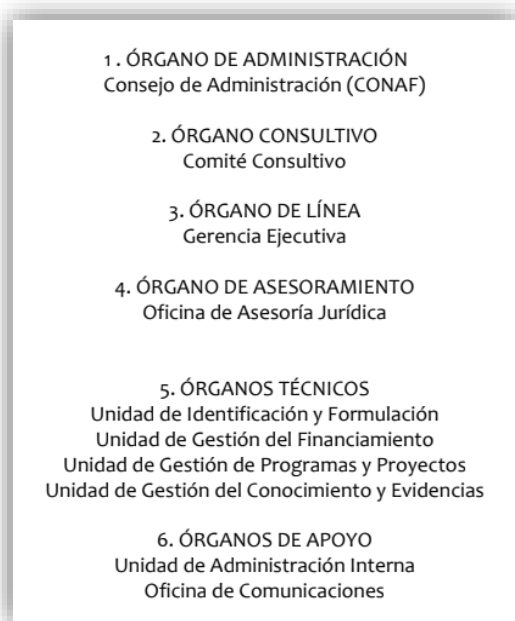 1 . ÓRGANO DE ADMINISTRACIÓN
Consejo de Administración (CONAF)
2. ÓRGANO CONSULTIVO
Comité Consultivo
3. ÓRGANO DE LÍNEA
Gerencia Ejecutiva
4. ÓRGANO DE ASESORAMIENTO
Oficina de Asesoría Jurídica
5. ÓRGANOS TÉCNICOS
Unidad de Identificación y Formulación
Unidad de Gestión del Financiamiento
Unidad de Gestión de Programas y Proyectos
Unidad de Gestión del Conocimiento y Evidencias
6. ÓRGANOS DE APOYO
Unidad de Administración Interna
Oficina de Comunicaciones